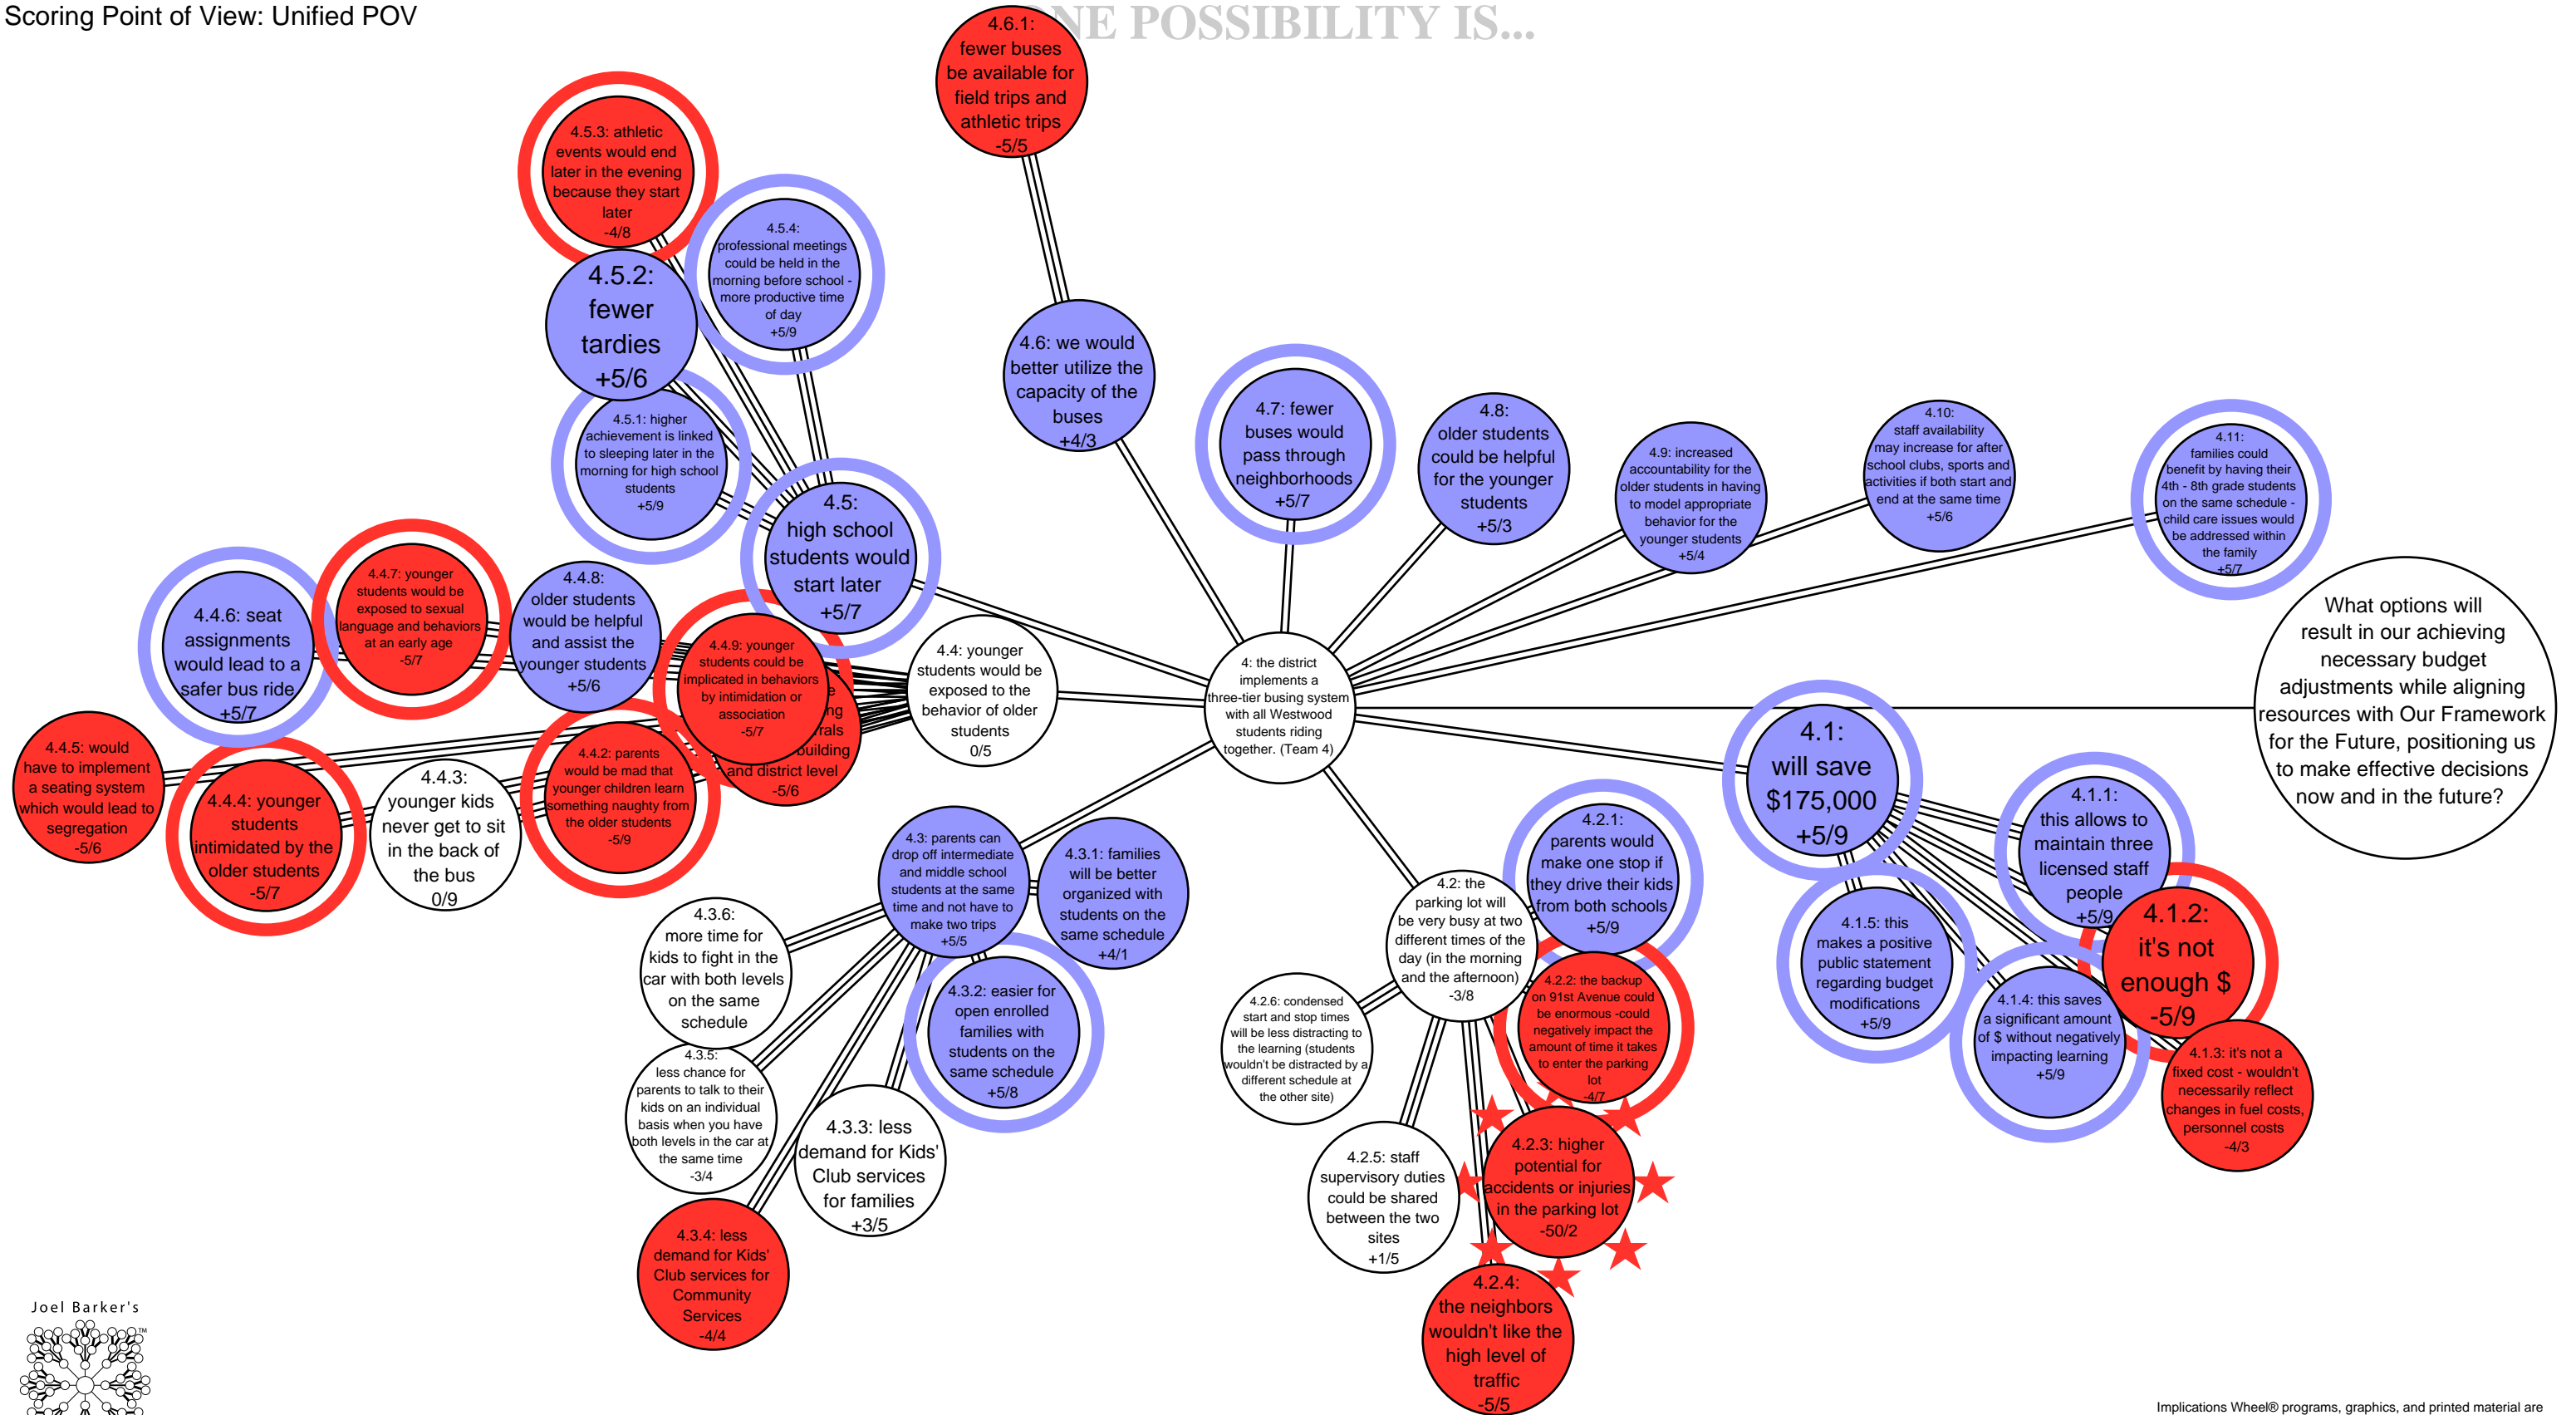 Scoring Point of View: Unified POV
NE POSSIBILITY IS...
4.6.1:
fewer buses
be available for
field trips and
athletic trips
-5/5
4.5.3: athletic
events would end
later in the evening
because they start
later
-4/8
4.5.4:
professional meetings
could be held in the
morning before school -
more productive time
of day
+5/9
4.5.2:
fewer
tardies
+5/6
4.5.1: higher
achievement is linked
to sleeping later in the
morning for high school
students
+5/9
4.5:
high school
students would
start later
+5/7
4.6: we would
better utilize the
capacity of the
buses
+4/3
4.7: fewer
buses would
pass through
neighborhoods
+5/7
4.8:
older students
could be helpful
for the younger
students
+5/3
4.9: increased
accountability for the
older students in having
to model appropriate
behavior for the
younger students
+5/4
4.10:
staff availability
may increase for after
school clubs, sports and
activities if both start and
end at the same time
+5/6
4.11:
families could
benefit by having their
4th - 8th grade students
on the same schedule -
child care issues would
be addressed within
the family
+5/7
What options will
result in our achieving
necessary budget
adjustments while aligning
resources with Our Framework
for the Future, positioning us
to make effective decisions
now and in the future?
4: the district
implements a
three-tier busing system
with all Westwood
students riding
together. (Team 4)
4.4: younger
students would be
exposed to the
behavior of older
students
0/5
4.4.6: seat
assignments
would lead to a
safer bus ride
+5/7
4.4.7: younger
students would be
exposed to sexual
language and behaviors
at an early age
-5/7
4.4.8:
older students
would be helpful
and assist the
younger students
+5/6
4.4.9: younger
students could be
implicated in behaviors
by intimidation or
association
-5/7
building
and district level
-5/6
4.4.5: would
have to implement
a seating system
which would lead to
segregation
-5/6
4.4.4: younger
students
intimidated by the
older students
-5/7
4.4.3:
younger kids
never get to sit
in the back of
the bus
0/9
4.4.2: parents
would be mad that
younger children learn
something naughty from
the older students
-5/9
4.3: parents can
drop off intermediate
and middle school
students at the same
time and not have to
make two trips
+5/5
4.3.1: families
will be better
organized with
students on the
same schedule
+4/1
4.3.2: easier for
open enrolled
families with
students on the
same schedule
+5/8
4.3.3: less
demand for Kids'
Club services
for families
+3/5
4.3.4: less
demand for Kids'
Club services for
Community
Services
-4/4
4.3.5:
less chance for
parents to talk to their
kids on an individual
basis when you have
both levels in the car at
the same time
-3/4
4.3.6:
more time for
kids to fight in the
car with both levels
on the same
schedule
4.2: the
parking lot will
be very busy at two
different times of the
day (in the morning
and the afternoon)
-3/8
4.2.1:
parents would
make one stop if
they drive their kids
from both schools
+5/9
4.2.2: the backup
on 91st Avenue could
be enormous -could
negatively impact the
amount of time it takes
to enter the parking
lot
-4/7
4.2.3: higher
potential for
accidents or injuries
in the parking lot
-50/2
4.2.4:
the neighbors
wouldn't like the
high level of
traffic
-5/5
4.2.5: staff
supervisory duties
could be shared
between the two
sites
+1/5
4.2.6: condensed
start and stop times
will be less distracting to
the learning (students
wouldn't be distracted by a
different schedule at
the other site)
4.1:
will save
$175,000
+5/9
4.1.1:
this allows to
maintain three
licensed staff
people
+5/9
4.1.2:
it's not
enough $
-5/9
4.1.3: it's not a
fixed cost - wouldn't
necessarily reflect
changes in fuel costs,
personnel costs
-4/3
4.1.4: this saves
a significant amount
of $ without negatively
impacting learning
+5/9
4.1.5: this
makes a positive
public statement
regarding budget
modifications
+5/9
Joel Barker's
TM
Implications Wheel® programs, graphics, and printed material are